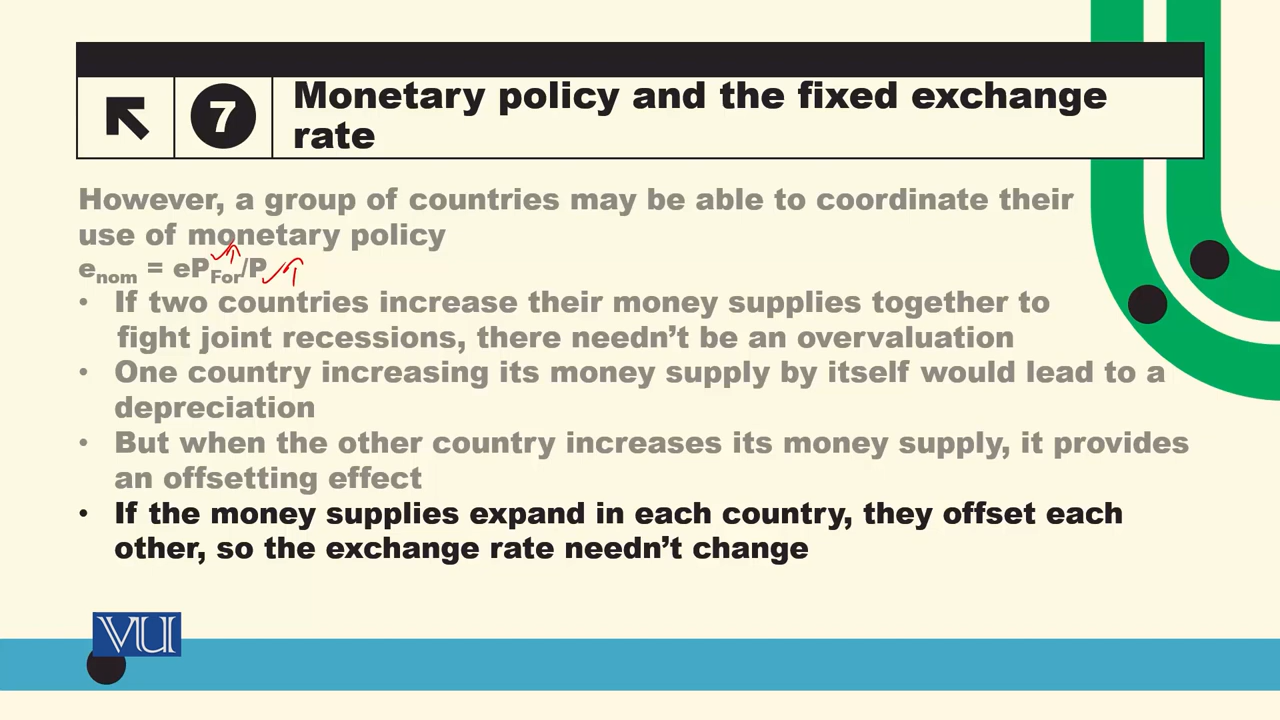 7
Monetary policy and the fixed exchange
rate
However, a group of countries may be able to coordinate their
use of monetary policy
enom = ePFor/P
• If two countries increase their money supplies together to
fight joint recessions, there needn't be an overvaluation
• One country increasing its money supply by itself would lead to a
depreciation
• But when the other country increases its money supply, it provides
an offsetting effect
• If the money supplies expand in each country, they offset each
other, so the exchange rate needn't change
VU